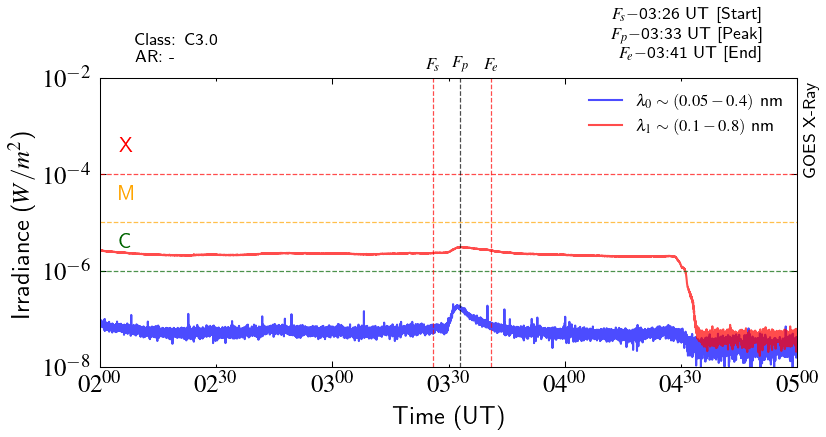 Fₛ−03:26 UT [Start]
Fₚ−03:33 UT [Peak]
Fₑ−03:41 UT [End]
Class: C3.0
AR: -
Fₛ Fₚ Fₑ
10⁻²
λ₀ ∼ (0.05 − 0.4) nm
λ₁ ∼ (0.1 − 0.8) nm
X
10⁻⁴
M
C
10⁻⁶
10⁻⁸
02⁰⁰ 02³⁰ 03⁰⁰ 03³⁰ 04⁰⁰ 04³⁰ 05⁰⁰
Time (UT)
Irradiance (W/m²)
GOES X-Ray